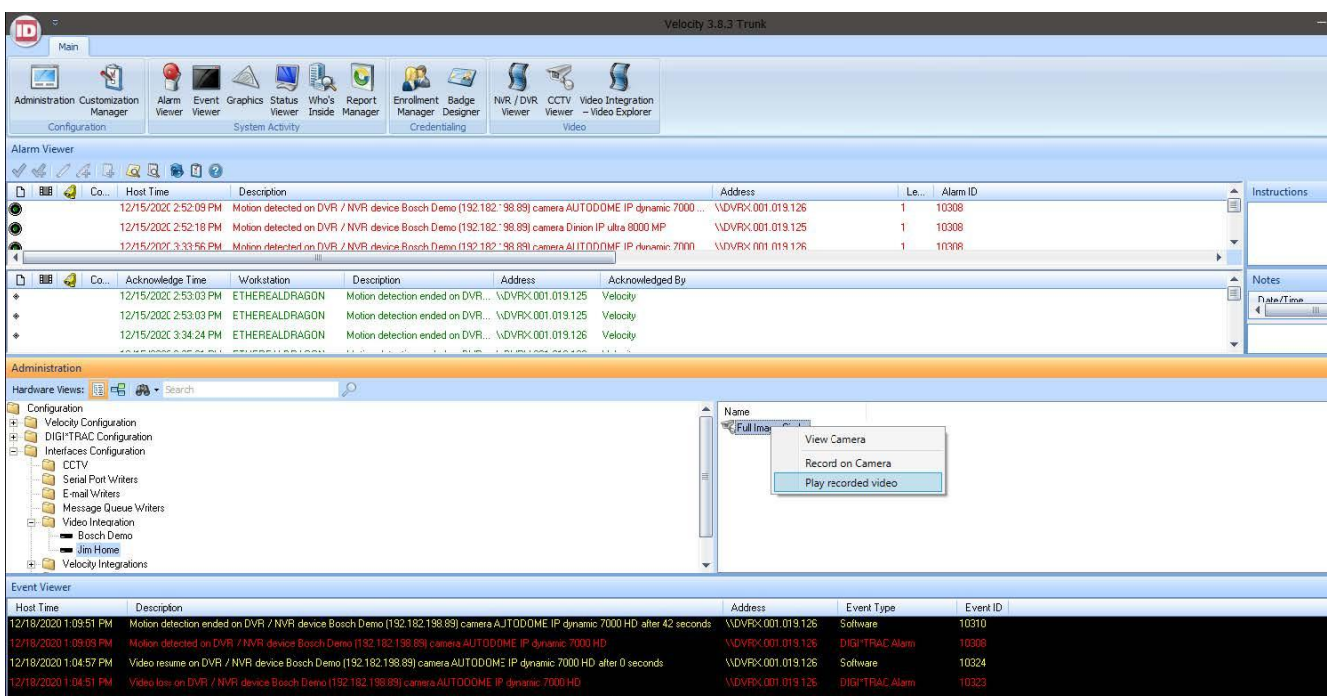 ID
Velocity 3.8.3 Trunk
Main
Administration Customization Manager
Alarm Viewer Event Viewer Graphics Status Viewer Who's Inside Report Manager
Enrollment Manager Badge Designer
NVR / DVR Viewer CCTV Viewer Video Integration – Video Explorer
Configuration System Activity Credentialing Video
Alarm Viewer
Co... Host Time Description Address Le... Alarm ID Instructions
12/15/2020 2:52:09 PM Motion detected on DVR / NVR device Bosch Demo (192.182.198.89) camera AUTODOME IP dynamic 7000 ... \\DVRX.001.019.126 1 10308
12/15/2020 2:52:18 PM Motion detected on DVR / NVR device Bosch Demo (192.182.198.89) camera Dinion IP ultra 8000 MP \\DVRX.001.019.125 1 10308
12/15/2020 3:33:56 PM Motion detected on DVR / NVR device Bosch Demo (192.182.198.89) camera AUTODOME IP dynamic 7000 \\DVRX.001.019.126 1 10308
Co... Acknowledge Time Workstation Description Address Acknowledged By Notes
12/15/2020 2:53:03 PM ETHEREALDRAGON Motion detection ended on DVR... \\DVRX.001.019.125 Velocity Date/Time
12/15/2020 2:53:03 PM ETHEREALDRAGON Motion detection ended on DVR... \\DVRX.001.019.125 Velocity
12/15/2020 3:34:24 PM ETHEREALDRAGON Motion detection ended on DVR... \\DVRX.001.019.126 Velocity
Administration
Hardware Views: Search
Configuration
Velocity Configuration
DIGI*TRAC Configuration
Interfaces Configuration
CCTV
Serial Port Writers
E-mail Writers
Message Queue Writers
Video Integration
Bosch Demo
Jim Home
Velocity Integrations
Name
Full
View Camera
Record on Camera
Play recorded video
Event Viewer
Host Time Description Address Event Type Event ID
12/18/2020 1:09:51 PM Motion detection ended on DVR / NVR device Bosch Demo (192.182.198.89) camera AUTODOME IP dynamic 7000 HD after 42 seconds \\DVRX.001.019.126 Software 10310
12/18/2020 1:09:09 PM Motion detected on DVR / NVR device Bosch Demo (192.182.198.89) camera AUTODOME IP dynamic 7000 HD \\DVRX.001.019.126 DIGI*TRAC Alarm 10308
12/18/2020 1:04:57 PM Video resume on DVR / NVR device Bosch Demo (192.182.198.89) camera AUTODOME IP dynamic 7000 HD after 0 seconds \\DVRX.001.019.126 Software 10324
12/18/2020 1:04:51 PM Video loss on DVR / NVR device Bosch Demo (192.182.198.89) camera AUTODOME IP dynamic 7000 HD \\DVRX.001.019.126 DIGI*TRAC Alarm 10323